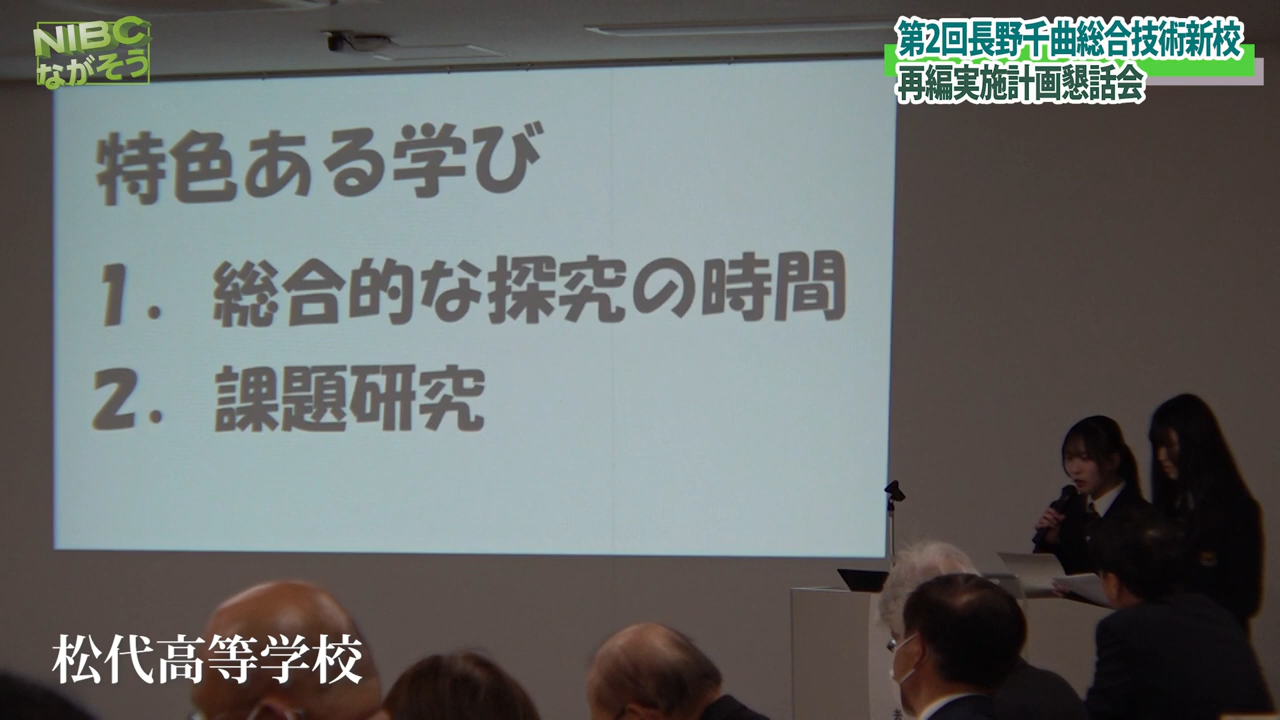 NIBC
ながそう
第2回長野千曲総合技術新校
再編実施計画懇話会
特色ある学び
1. 総合的な探究の時間
2. 課題研究
松代高等学校